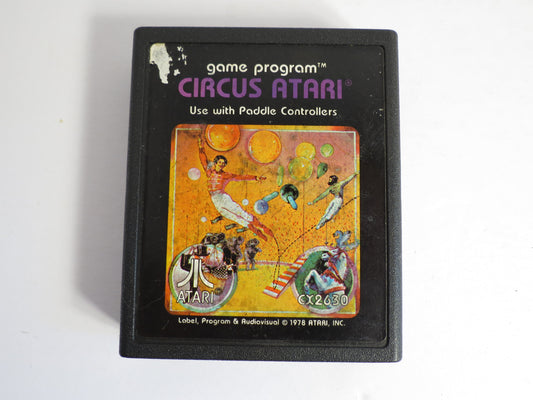 game program™
CIRCUS ATARI®
Use with Paddle Controllers
ATARI®
CX2630
Label, Program & Audiovisual © 1978 ATARI, INC.